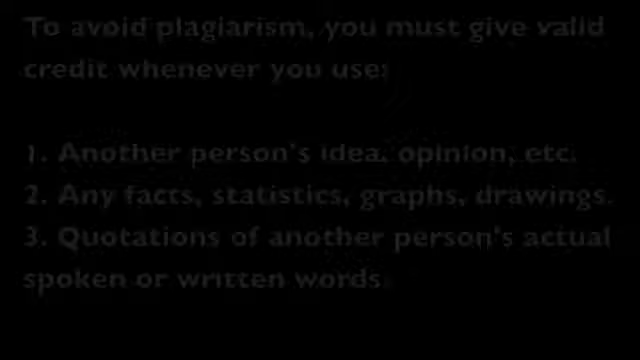 To avoid plagiarism, you must give valid
credit whenever you use:
1. Another person's idea, opinion, etc.
2. Any facts, statistics, graphs, drawings.
3. Quotations of another person's actual
spoken or written words.